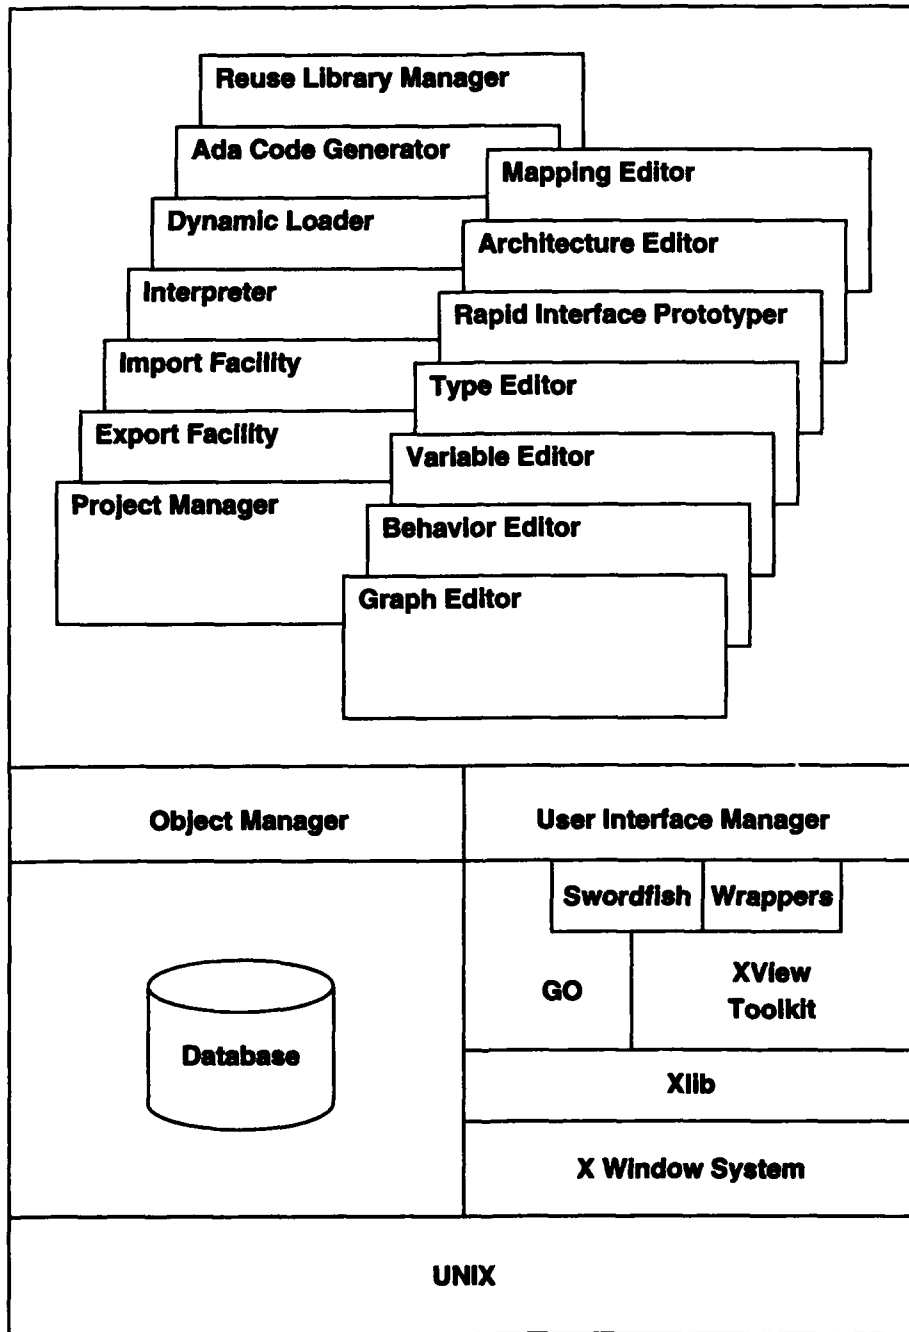 Reuse Library Manager
Ada Code Generator
Mapping Editor
Dynamic Loader
Architecture Editor
Interpreter
Rapid Interface Prototyper
Import Facility
Type Editor
Export Facility
Variable Editor
Project Manager
Behavior Editor
Graph Editor
Object Manager
User Interface Manager
Swordfish
Wrappers
GO
XView
Toolkit
Database
Xlib
X Window System
UNIX